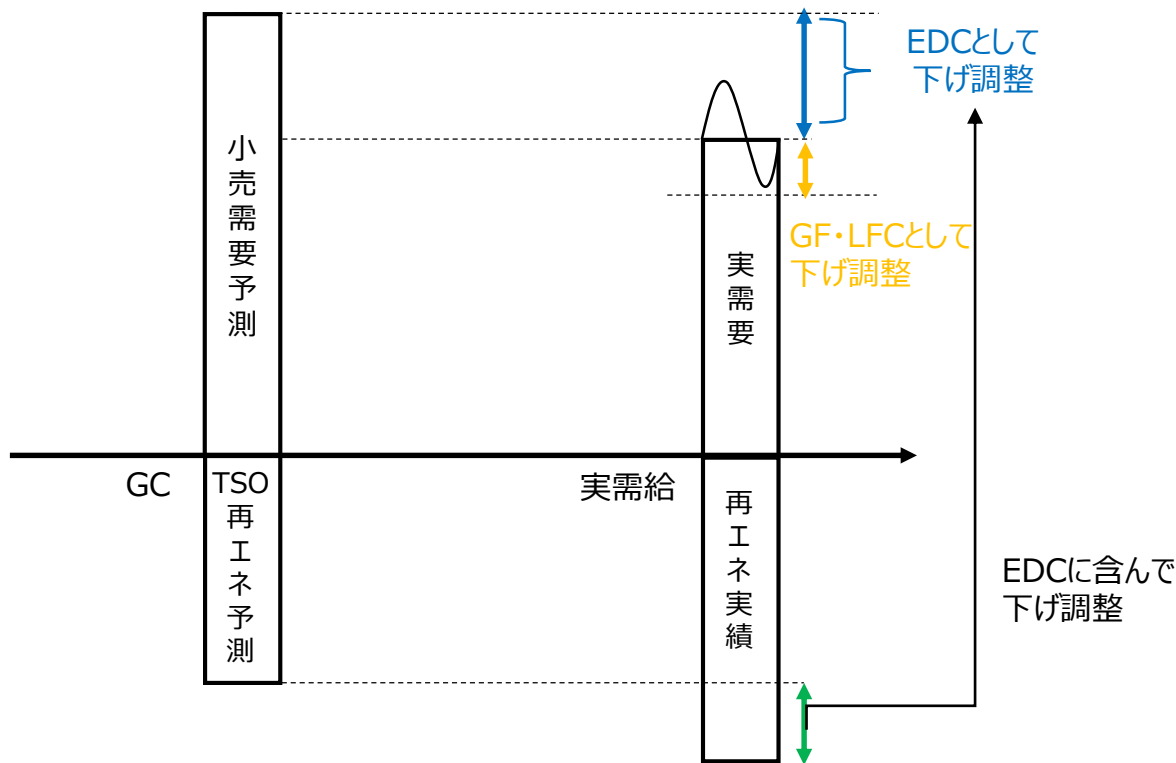 EDCとして
下げ調整
小売需要予測
GF・LFCとして
下げ調整
実需要
GC
TSO
再エネ予測
実需給
再エネ実績
EDCに含んで
下げ調整